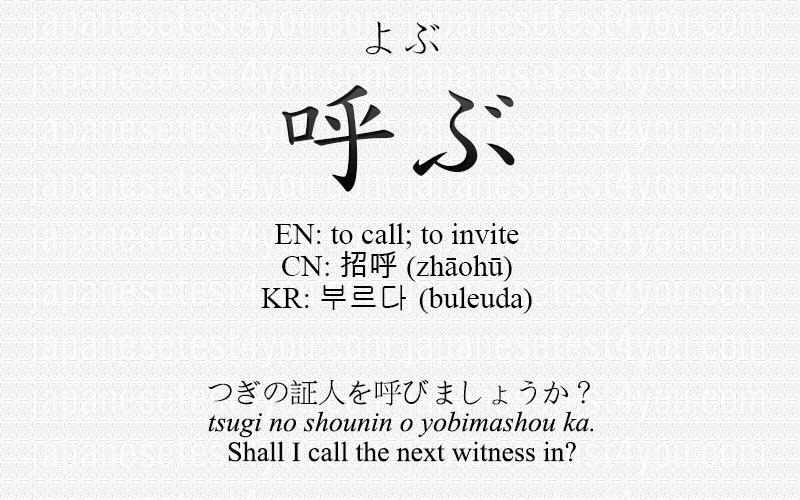 よぶ
呼ぶ
EN: to call; to invite
CN: 招呼 (zhāohū)
KR: 부르다 (buleuda)
つぎの証人を呼びましょうか？
tsugi no shounin o yobimashou ka.
Shall I call the next witness in?
japanesetest4you.com